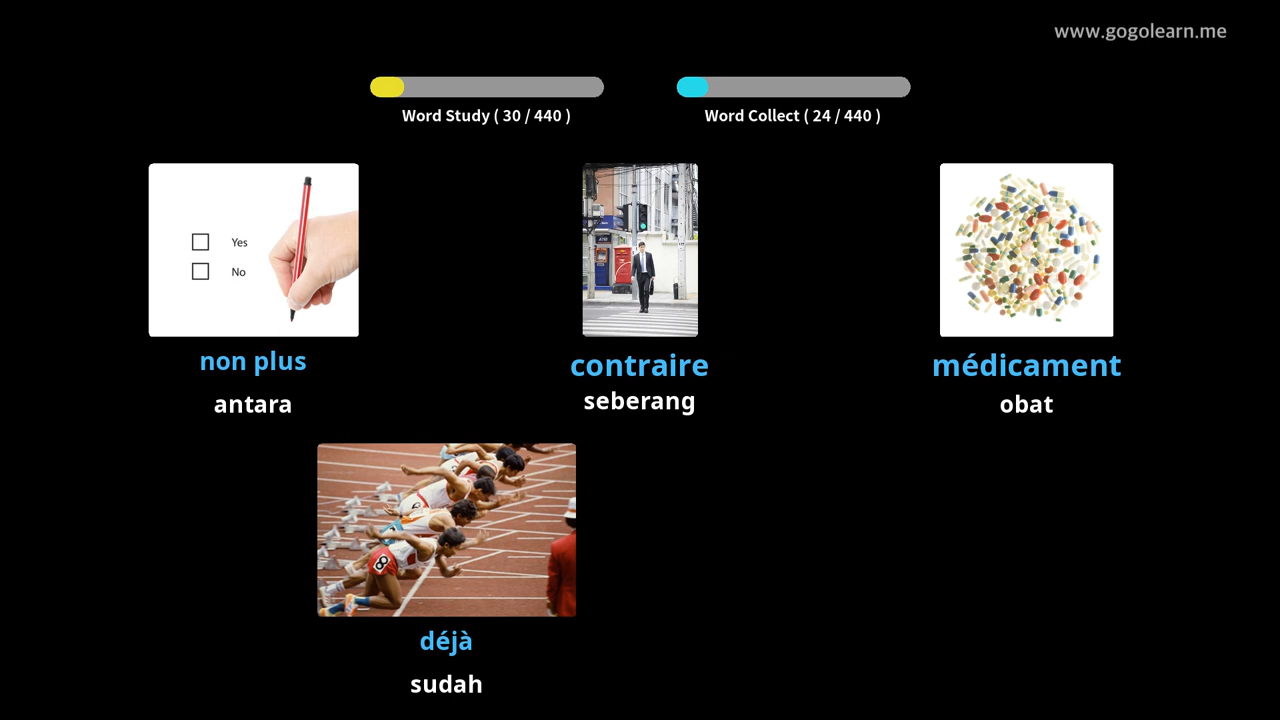 www.gogolearn.me
Word Study ( 30 / 440 )
Word Collect ( 24 / 440 )
Yes
No
non plus
antara
contraire
seberang
médicament
obat
8
déjà
sudah